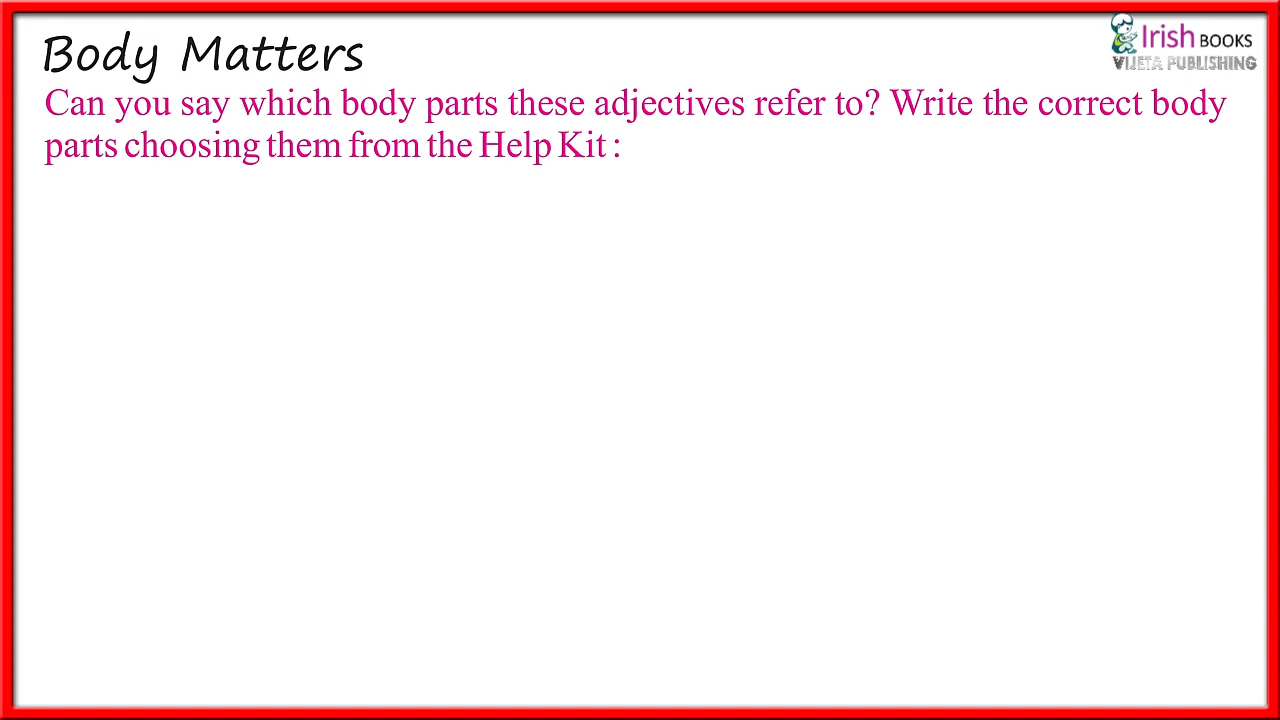 Body Matters
Irish BOOKS
VIJETA PUBLISHING
Can you say which body parts these adjectives refer to? Write the correct body
parts choosing them from the Help Kit :